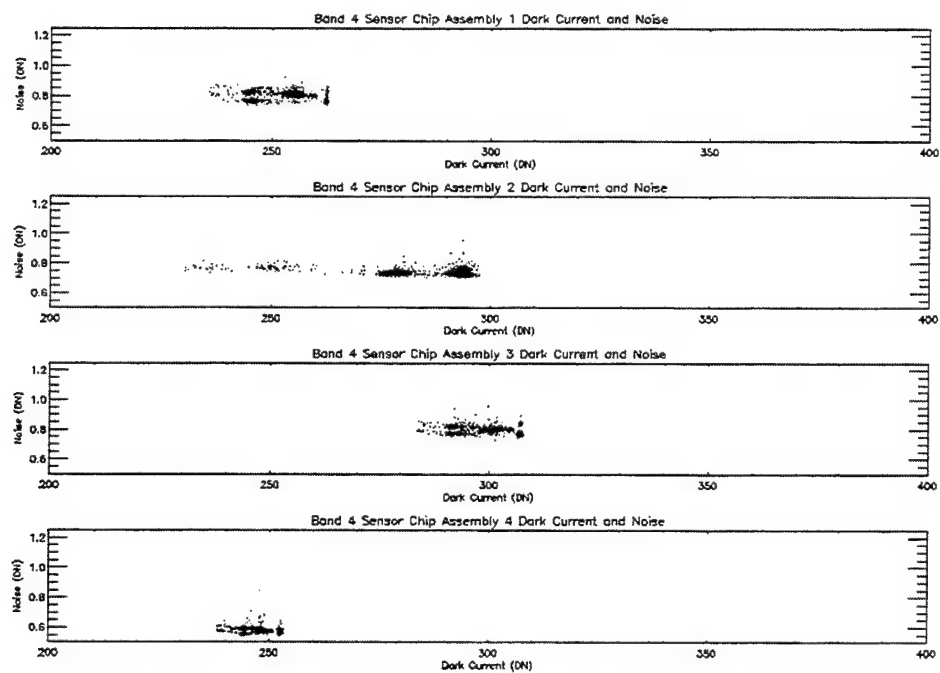 Band 4 Sensor Chip Assembly 1 Dark Current and Noise
1.2
1.0
0.8
0.6
Noise (DN)
200 250 300 350 400
Dark Current (DN)
Band 4 Sensor Chip Assembly 2 Dark Current and Noise
1.2
1.0
0.8
0.6
Noise (DN)
200 250 300 350 400
Dark Current (DN)
Band 4 Sensor Chip Assembly 3 Dark Current and Noise
1.2
1.0
0.8
0.6
Noise (DN)
200 250 300 350 400
Dark Current (DN)
Band 4 Sensor Chip Assembly 4 Dark Current and Noise
1.2
1.0
0.8
0.6
Noise (DN)
200 250 300 350 400
Dark Current (DN)